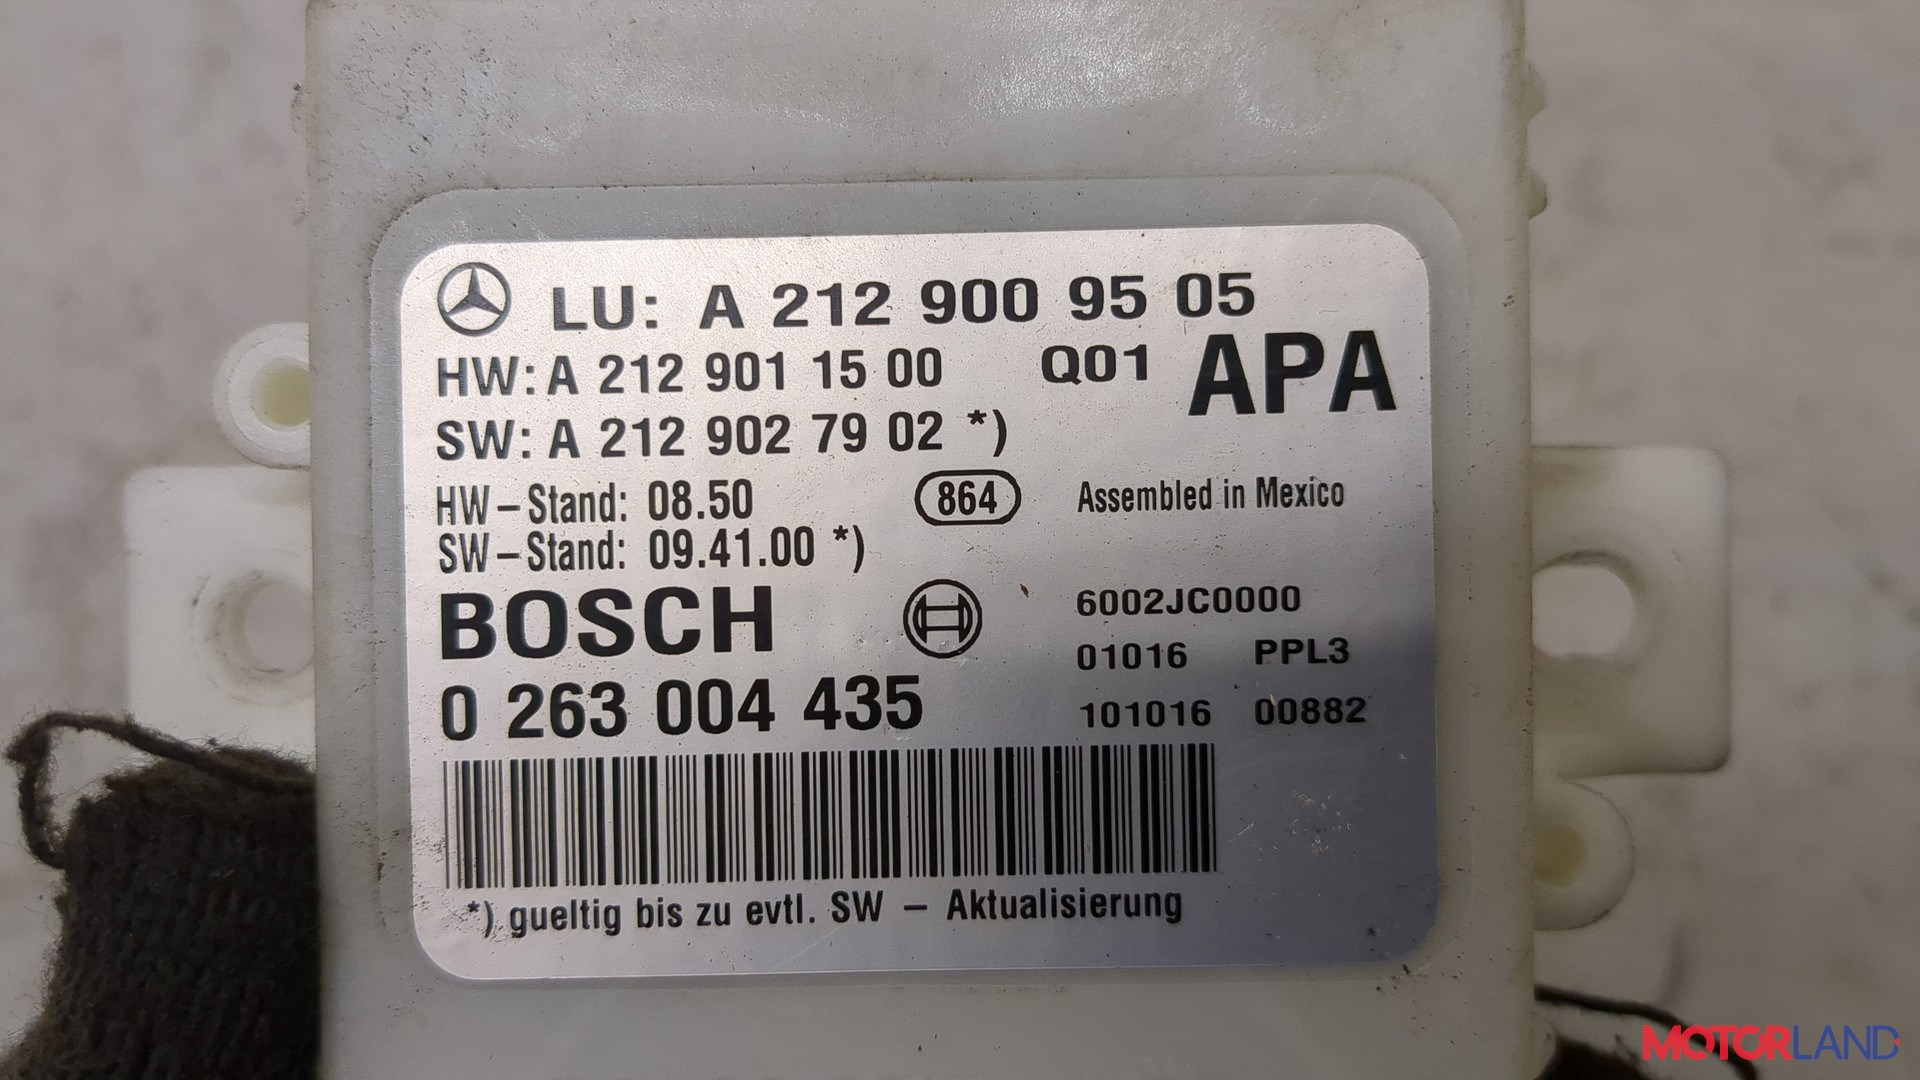 LU: A 212 900 95 05
HW: A 212 901 15 00 Q01 APA
SW: A 212 902 79 02 *)
HW-Stand: 08.50 864 Assembled in Mexico
SW-Stand: 09.41.00 *)
BOSCH 6002JC0000
01016 PPL3
0 263 004 435 101016 00882
*) gueltig bis zu evtl. SW - Aktualisierung
MOTORLAND